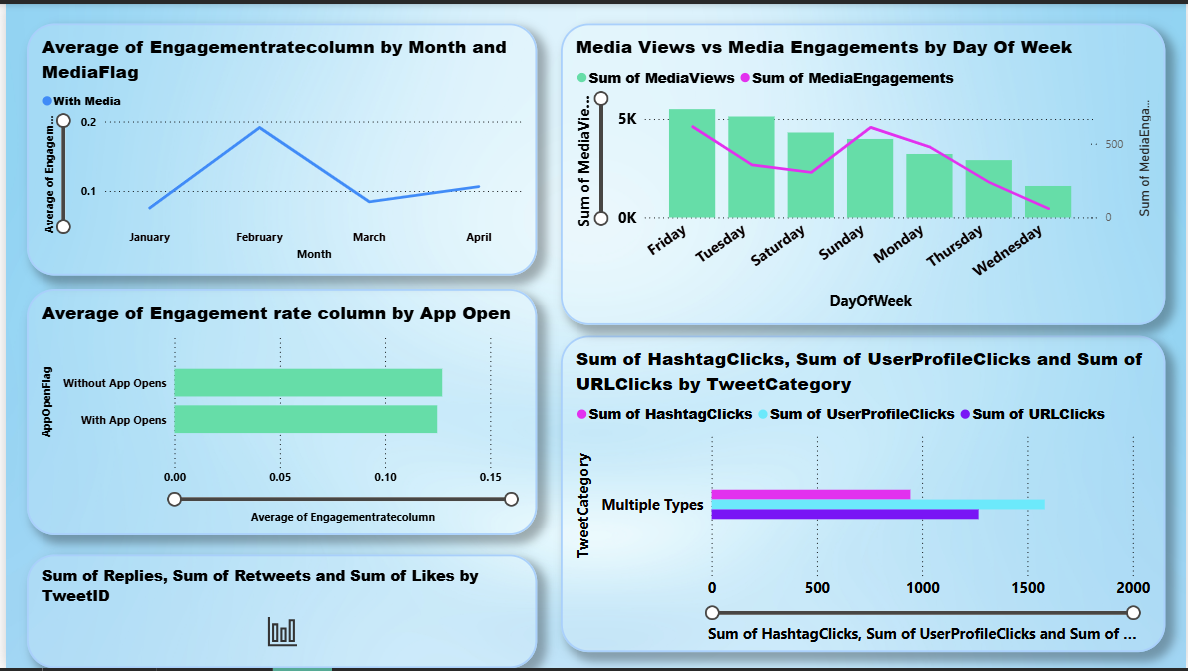 Average of Engagementratecolumn by Month and
MediaFlag
With Media
Average of Engagem...
0.2
0.1
January February March April
Month
Media Views vs Media Engagements by Day Of Week
Sum of MediaViews Sum of MediaEngagements
Sum of MediaVie...
5K
0K
500
0
Sum of MediaEnga...
Friday Tuesday Saturday Sunday Monday Thursday Wednesday
DayOfWeek
Average of Engagement rate column by App Open
AppOpenFlag
Without App Opens
With App Opens
0.00 0.05 0.10 0.15
Average of Engagementratecolumn
Sum of HashtagClicks, Sum of UserProfileClicks and Sum of
URLClicks by TweetCategory
Sum of HashtagClicks Sum of UserProfileClicks Sum of URLClicks
TweetCategory
Multiple Types
0 500 1000 1500 2000
Sum of HashtagClicks, Sum of UserProfileClicks and Sum of ...
Sum of Replies, Sum of Retweets and Sum of Likes by
TweetID